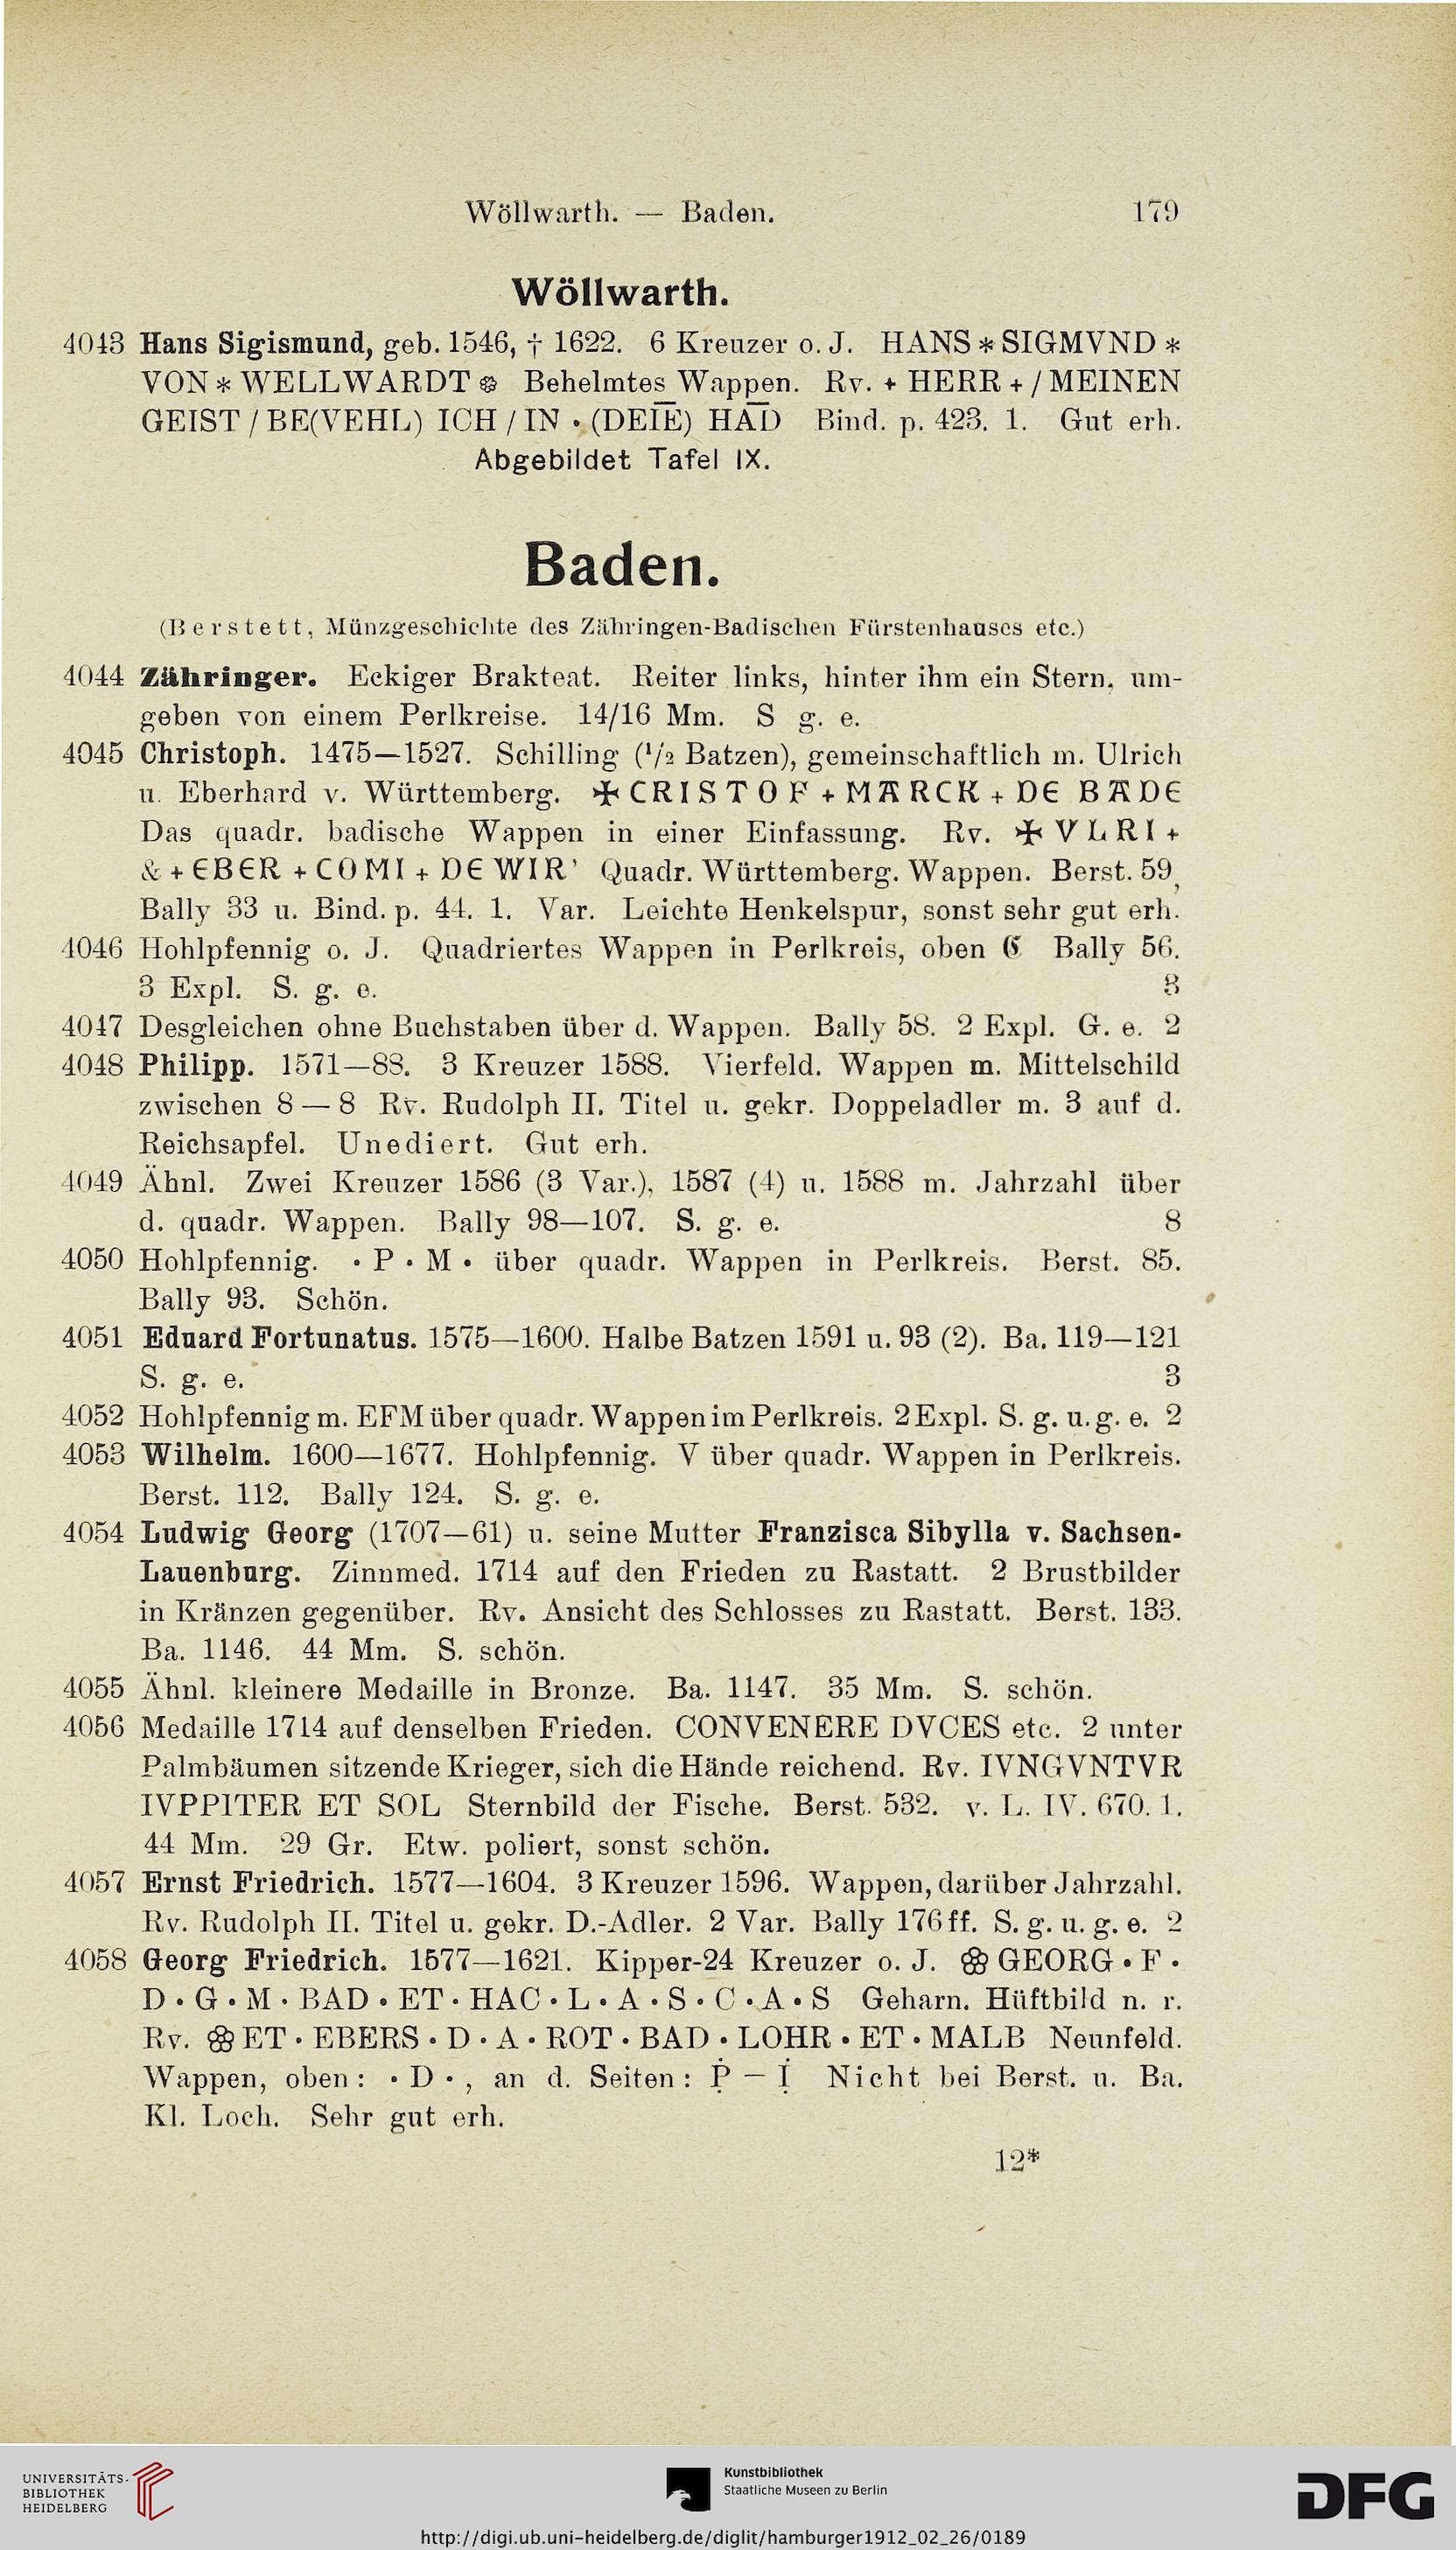 Wöllwarth. — Baden. 179
Wöllwarth.
4043 Hans Sigismund, geb. 1546, † 1622. 6 Kreuzer o. J. HANS * SIGMVND *
VON * WELLWARDT ❁ Behelmtes Wappen. Rv. + HERR + / MEINEN
GEIST / BE(VEHL) ICH / IN • (DEI̅E̅) HA̅D̅ Bind. p. 423. 1. Gut erh.
Abgebildet Tafel IX.
Baden.
(Berstett, Münzgeschichte des Zähringen-Badischen Fürstenhauses etc.)
4044 Zähringer. Eckiger Brakteat. Reiter links, hinter ihm ein Stern, um-
geben von einem Perlkreise. 14/16 Mm. S g. e.
4045 Christoph. 1475—1527. Schilling (1/2 Batzen), gemeinschaftlich m. Ulrich
u. Eberhard v. Württemberg. ✠ CRISTOF + MARCK + DE BADE
Das quadr. badische Wappen in einer Einfassung. Rv. ✠ VLRI +
& + EBER + COMI + DE WIR' Quadr. Württemberg. Wappen. Berst. 59,
Bally 33 u. Bind. p. 44. 1. Var. Leichte Henkelspur, sonst sehr gut erh.
4046 Hohlpfennig o. J. Quadriertes Wappen in Perlkreis, oben Bally 56.
3 Expl. S. g. e. 3
4047 Desgleichen ohne Buchstaben über d. Wappen. Bally 58. 2 Expl. G. e. 2
4048 Philipp. 1571—88. 3 Kreuzer 1588. Vierfeld. Wappen m. Mittelschild
zwischen 8 — 8 Rv. Rudolph II. Titel u. gekr. Doppeladler m. 3 auf d.
Reichsapfel. Unediert. Gut erh.
4049 Ähnl. Zwei Kreuzer 1586 (3 Var.), 1587 (4) u. 1588 m. Jahrzahl über
d. quadr. Wappen. Bally 98—107. S. g. e. 8
4050 Hohlpfennig. • P • M • über quadr. Wappen in Perlkreis. Berst. 85.
Bally 93. Schön.
4051 Eduard Fortunatus. 1575—1600. Halbe Batzen 1591 u. 93 (2). Ba. 119—121
S. g. e. 3
4052 Hohlpfennig m. EFM über quadr. Wappen im Perlkreis. 2 Expl. S. g. u. g. e. 2
4053 Wilhelm. 1600—1677. Hohlpfennig. V über quadr. Wappen in Perlkreis.
Berst. 112. Bally 124. S. g. e.
4054 Ludwig Georg (1707—61) u. seine Mutter Franzisca Sibylla v. Sachsen-
Lauenburg. Zinnmed. 1714 auf den Frieden zu Rastatt. 2 Brustbilder
in Kränzen gegenüber. Rv. Ansicht des Schlosses zu Rastatt. Berst. 133.
Ba. 1146. 44 Mm. S. schön.
4055 Ähnl. kleinere Medaille in Bronze. Ba. 1147. 35 Mm. S. schön.
4056 Medaille 1714 auf denselben Frieden. CONVENERE DVCES etc. 2 unter
Palmbäumen sitzende Krieger, sich die Hände reichend. Rv. IVNGVNTVR
IVPPITER ET SOL Sternbild der Fische. Berst. 532. v. L. IV. 670. 1.
44 Mm. 29 Gr. Etw. poliert, sonst schön.
4057 Ernst Friedrich. 1577—1604. 3 Kreuzer 1596. Wappen, darüber Jahrzahl.
Rv. Rudolph II. Titel u. gekr. D.-Adler. 2 Var. Bally 176 ff. S. g. u. g. e. 2
4058 Georg Friedrich. 1577—1621. Kipper-24 Kreuzer o. J. ❀ GEORG • F •
D • G • M • BAD • ET • HAC • L • A • S • C • A • S Geharn. Hüftbild n. r.
Rv. ❀ ET • EBERS • D • A • ROT • BAD • LOHR • ET • MALB Neunfeld.
Wappen, oben: • D •, an d. Seiten: Ṗ̣ — Ị̇ Nicht bei Berst. u. Ba.
Kl. Loch. Sehr gut erh.
12*
UNIVERSITÄTS-
BIBLIOTHEK
HEIDELBERG
Kunstbibliothek
Staatliche Museen zu Berlin
DFG
http://digi.ub.uni-heidelberg.de/diglit/hamburger1912_02_26/0189